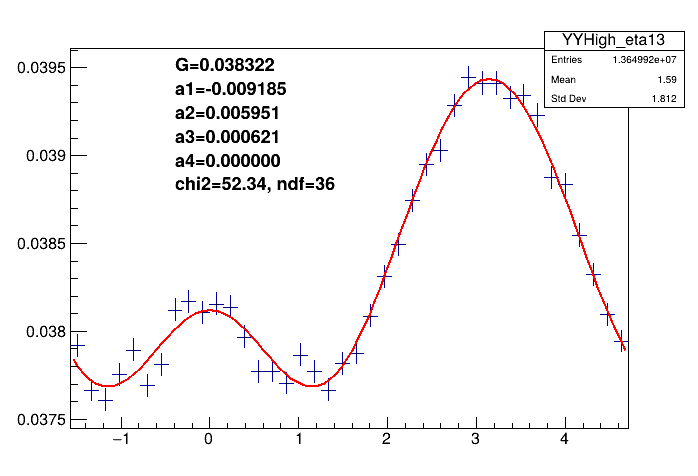 YYHigh_eta13
Entries 1.364992e+07
Mean 1.59
Std Dev 1.812
G=0.038322
a1=-0.009185
a2=0.005951
a3=0.000621
a4=0.000000
chi2=52.34, ndf=36
0.0395
0.039
0.0385
0.038
0.0375
−1 0 1 2 3 4